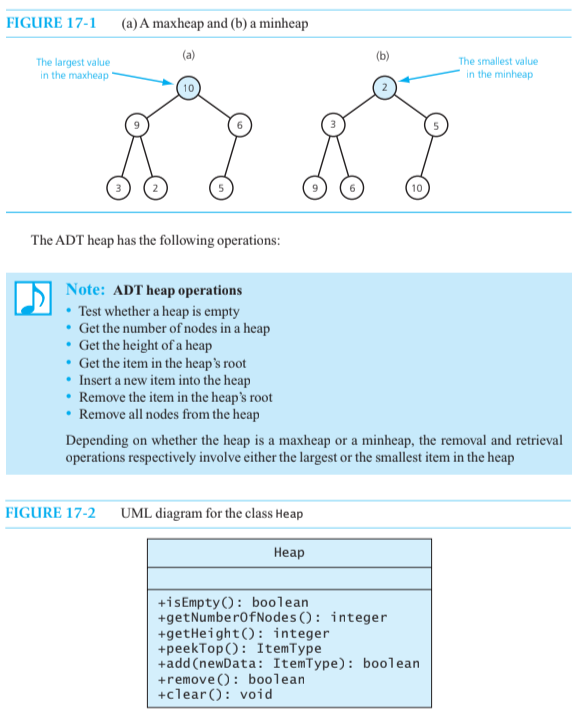 FIGURE 17-1 (a) A maxheap and (b) a minheap
(a)
The largest value
in the maxheap
10
9
6
3
2
5
(b)
The smallest value
in the minheap
2
3
5
9
6
10
The ADT heap has the following operations:
Note: ADT heap operations
• Test whether a heap is empty
• Get the number of nodes in a heap
• Get the height of a heap
• Get the item in the heap’s root
• Insert a new item into the heap
• Remove the item in the heap’s root
• Remove all nodes from the heap
Depending on whether the heap is a maxheap or a minheap, the removal and retrieval
operations respectively involve either the largest or the smallest item in the heap
FIGURE 17-2 UML diagram for the class Heap
Heap
+isEmpty(): boolean
+getNumberOfNodes(): integer
+getHeight(): integer
+peekTop(): ItemType
+add(newData: ItemType): boolean
+remove(): boolean
+clear(): void